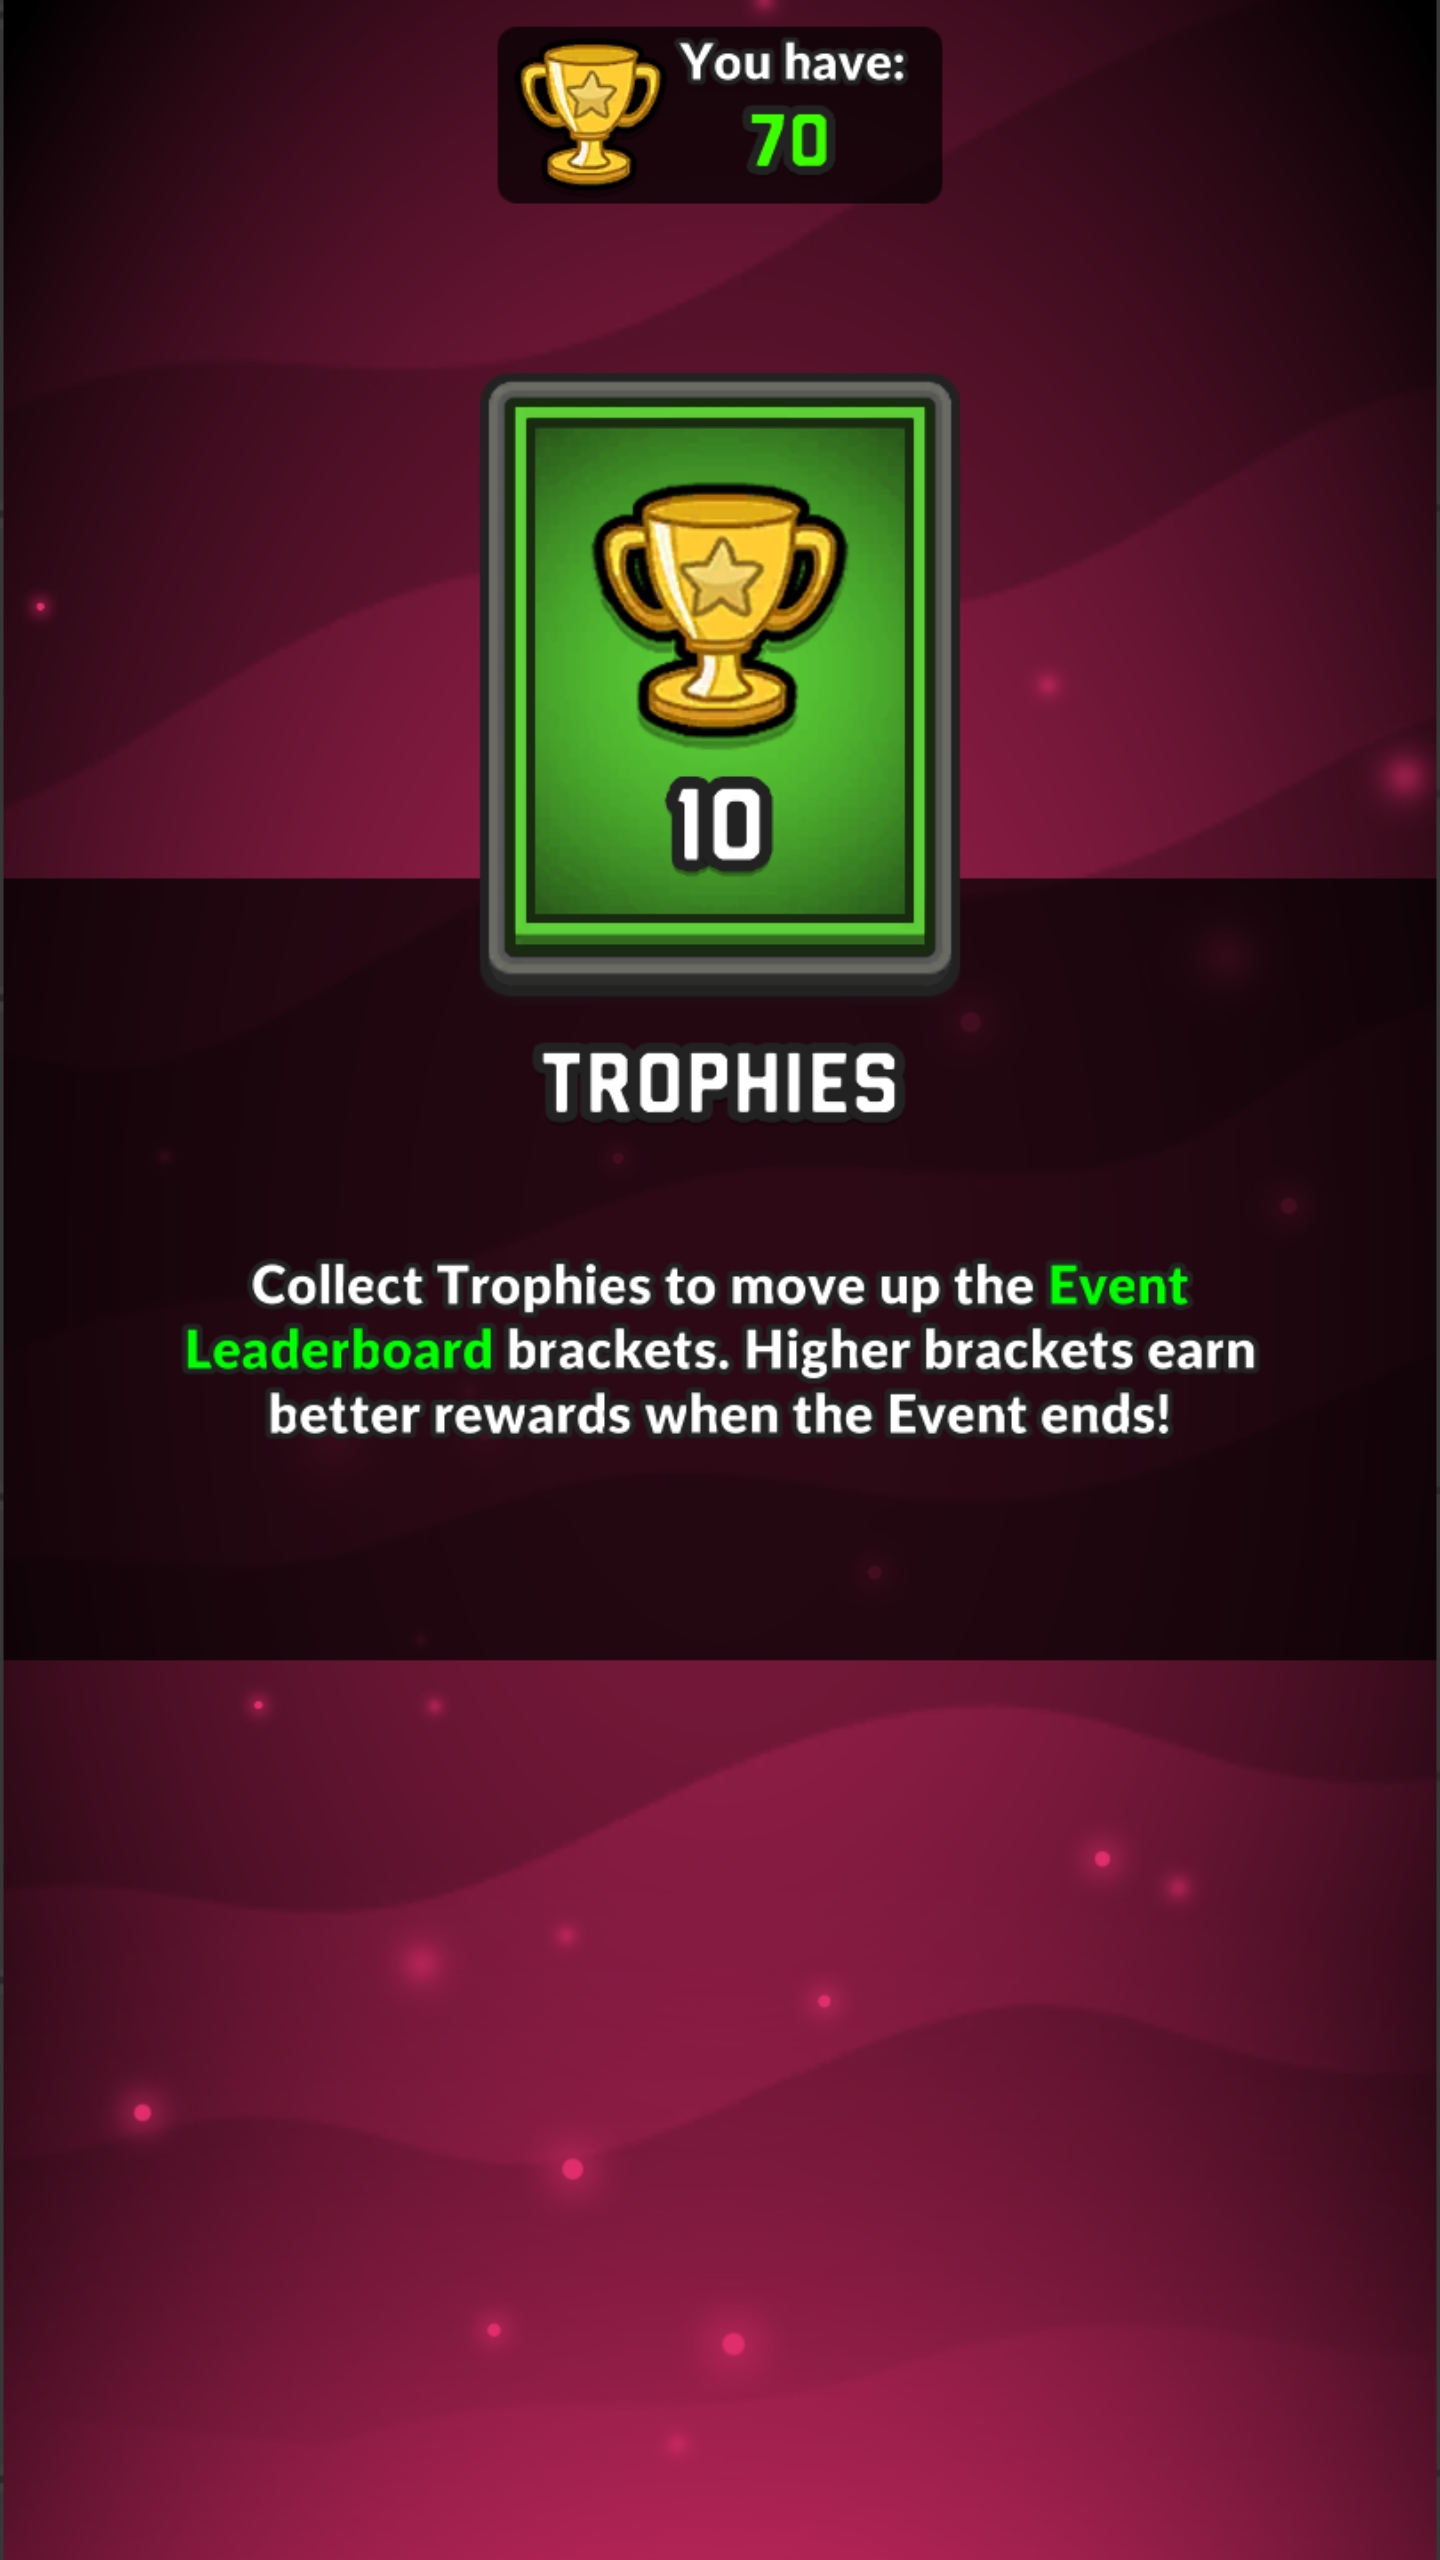 You have:
70
10
TROPHIES
Collect Trophies to move up the Event
Leaderboard brackets. Higher brackets earn
better rewards when the Event ends!